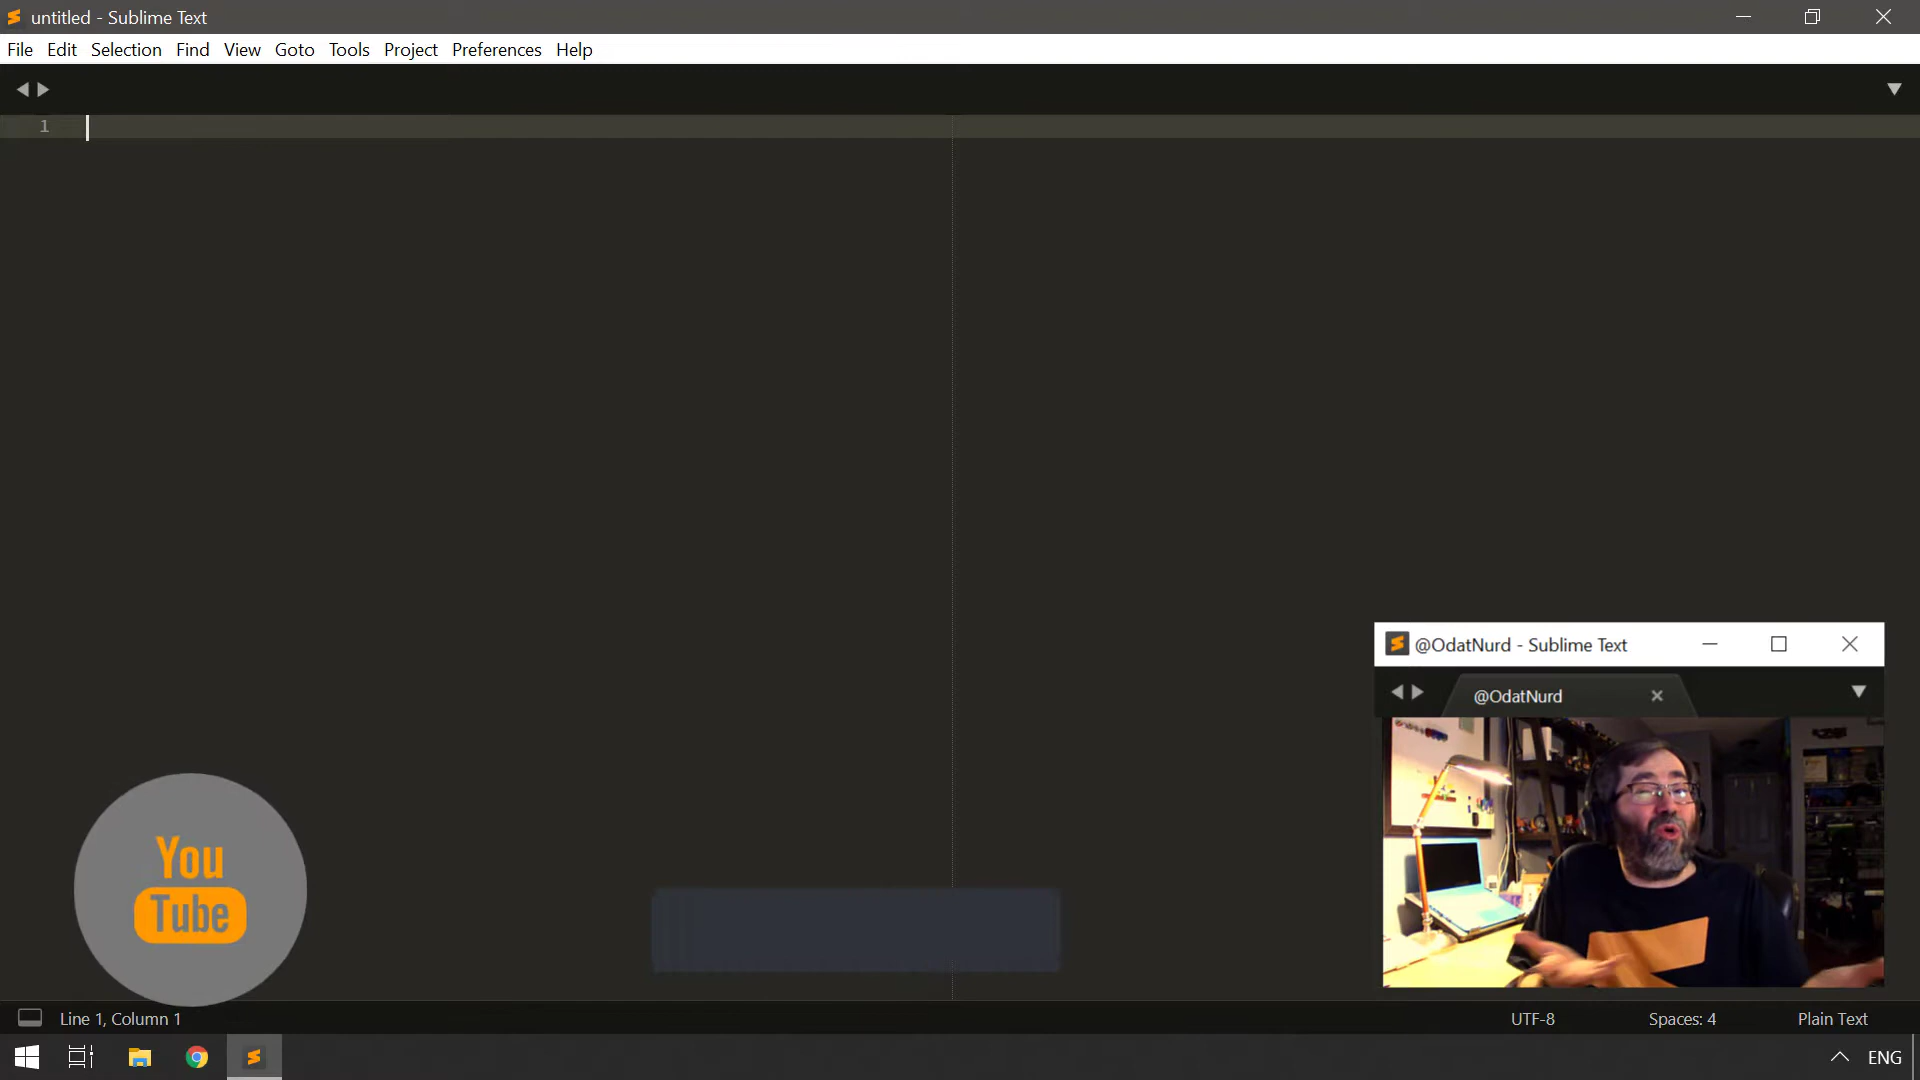 untitled - Sublime Text
File Edit Selection Find View Goto Tools Project Preferences Help
1
@OdatNurd - Sublime Text
@OdatNurd
You
Tube
Line 1, Column 1
UTF-8
Spaces: 4
Plain Text
ENG